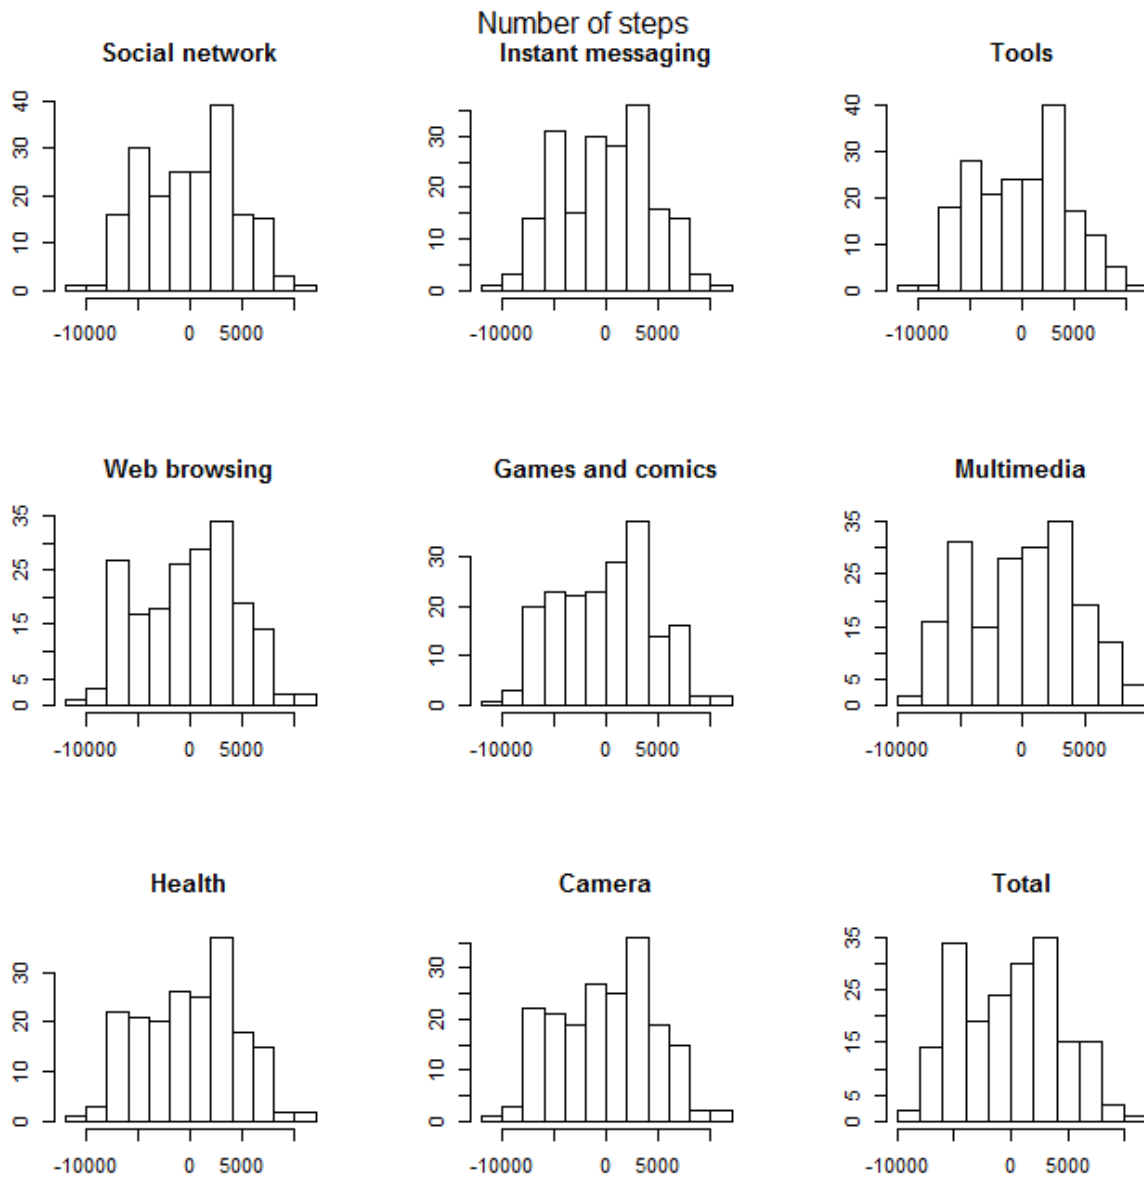 Number of steps
Social network
Instant messaging
Tools
0 10 20 30 40
-10000 0 5000
0 10 20 30
-10000 0 5000
0 10 20 30 40
-10000 0 5000
Web browsing
Games and comics
Multimedia
0 5 15 25 35
-10000 0 5000
0 10 20 30
-10000 0 5000
0 5 15 25 35
-10000 0 5000
Health
Camera
Total
0 10 20 30
-10000 0 5000
0 10 20 30
-10000 0 5000
0 5 15 25 35
-10000 0 5000